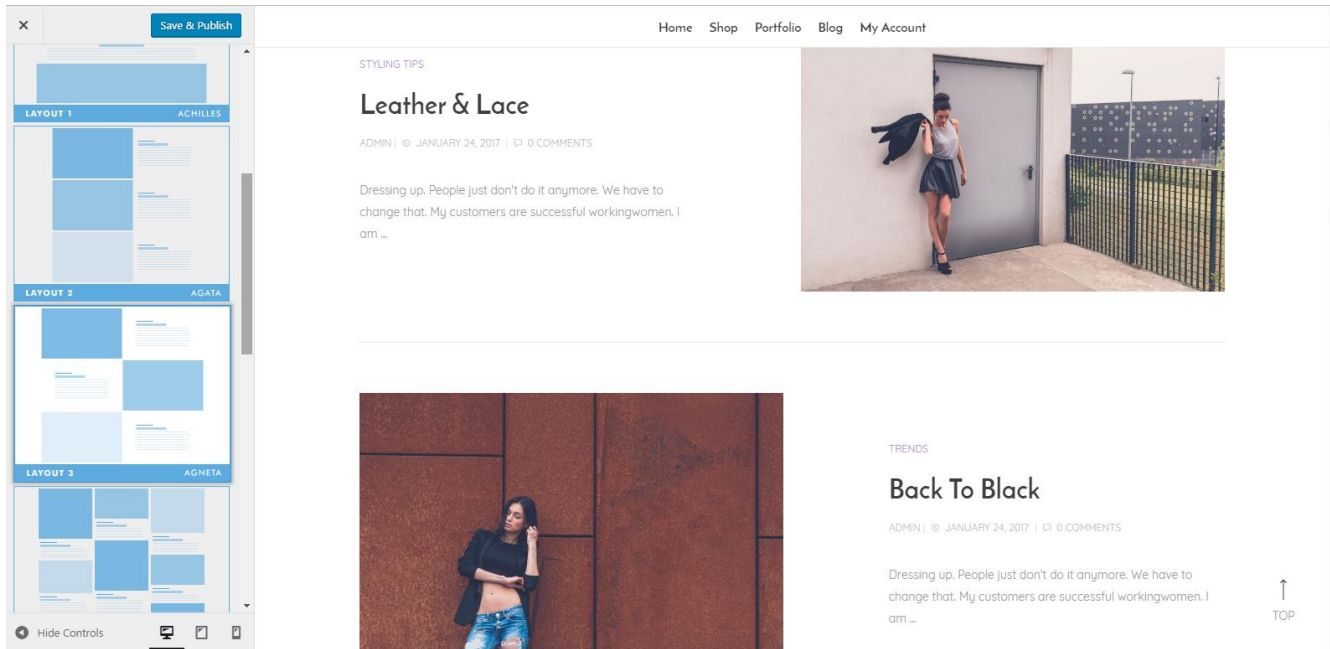 Save & Publish
LAYOUT 1 ACHILLES
LAYOUT 2 AGATA
LAYOUT 3 AGNETA
Hide Controls
Home Shop Portfolio Blog My Account
STYLING TIPS
Leather & Lace
ADMIN | JANUARY 24, 2017 | 0 COMMENTS
Dressing up. People just don't do it anymore. We have to
change that. My customers are successful workingwomen. I
am ...
TRENDS
Back To Black
ADMIN | JANUARY 24, 2017 | 0 COMMENTS
Dressing up. People just don't do it anymore. We have to
change that. My customers are successful workingwomen. I
am ...
TOP